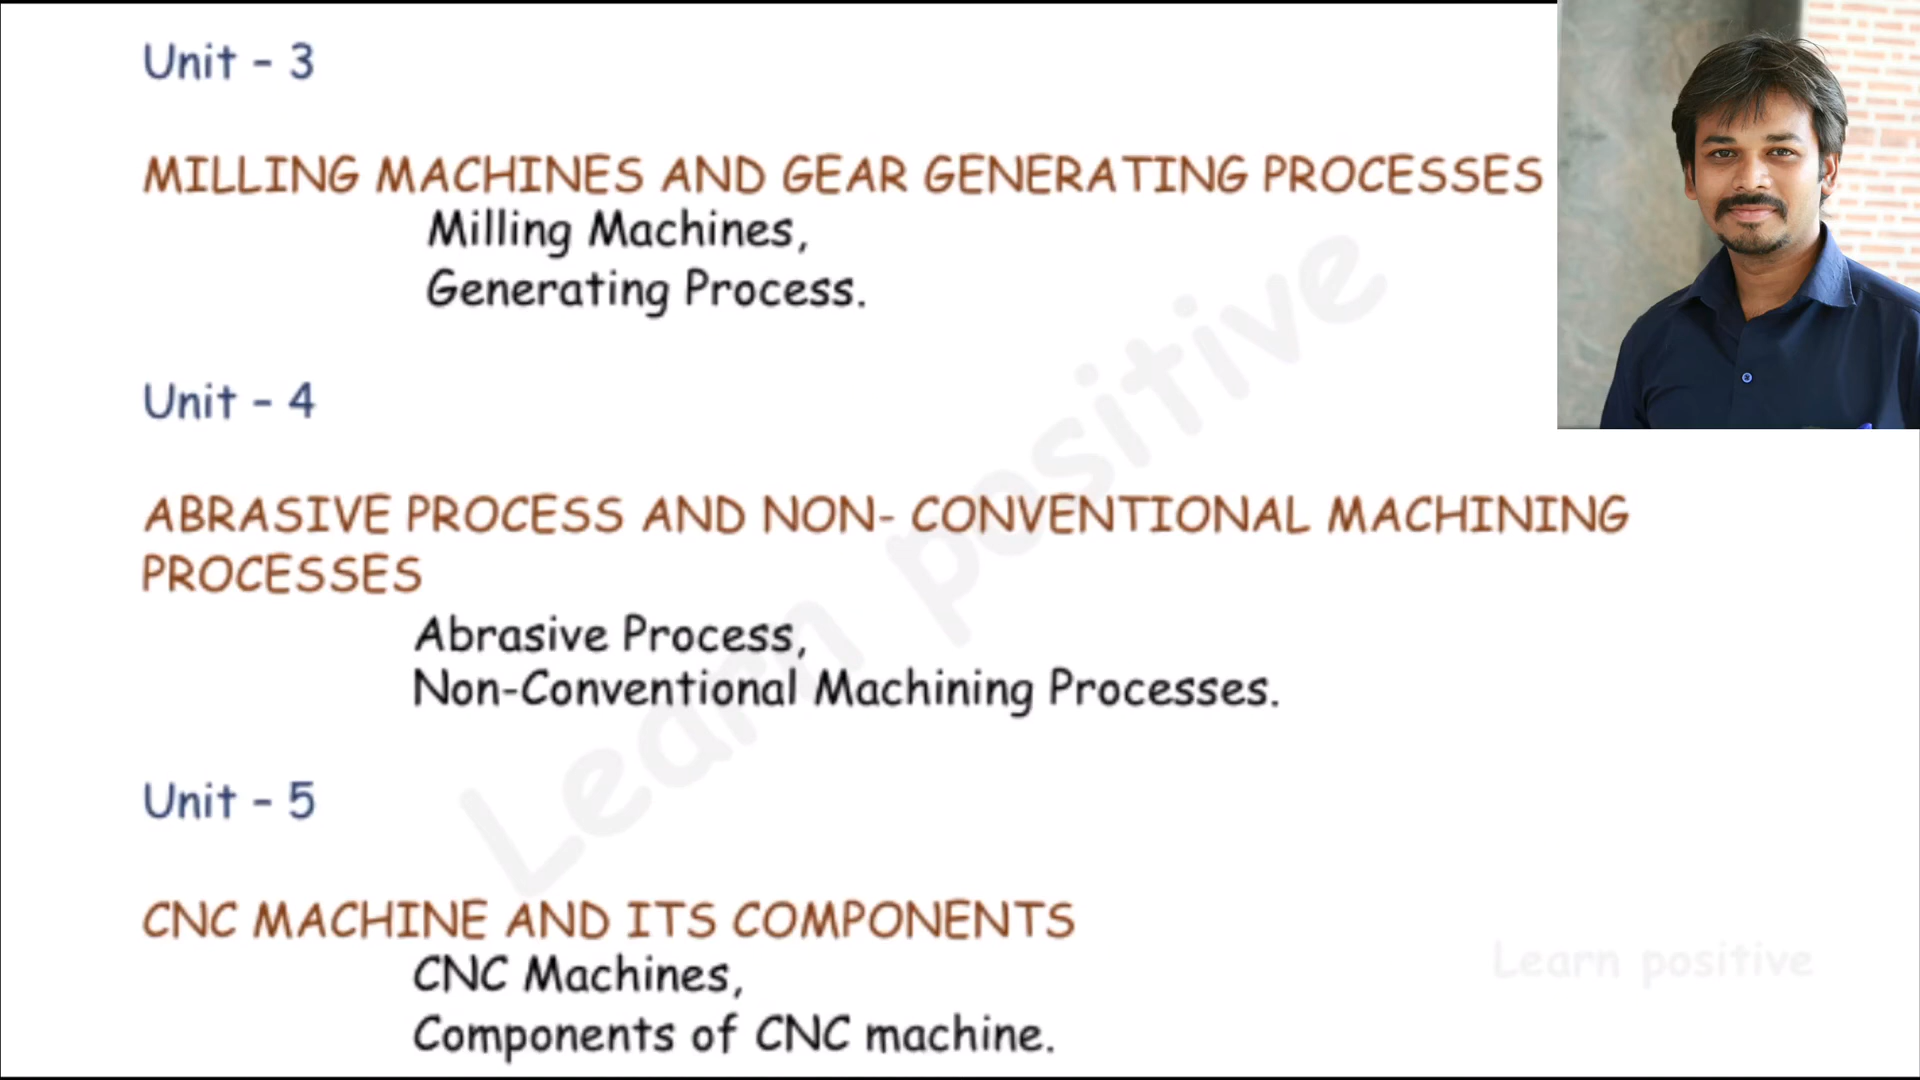 Unit - 3
MILLING MACHINES AND GEAR GENERATING PROCESSES
Milling Machines,
Generating Process.
Unit - 4
ABRASIVE PROCESS AND NON- CONVENTIONAL MACHINING
PROCESSES
Abrasive Process,
Non-Conventional Machining Processes.
Unit - 5
CNC MACHINE AND ITS COMPONENTS
CNC Machines,
Components of CNC machine.
Learn positive
Learn positive